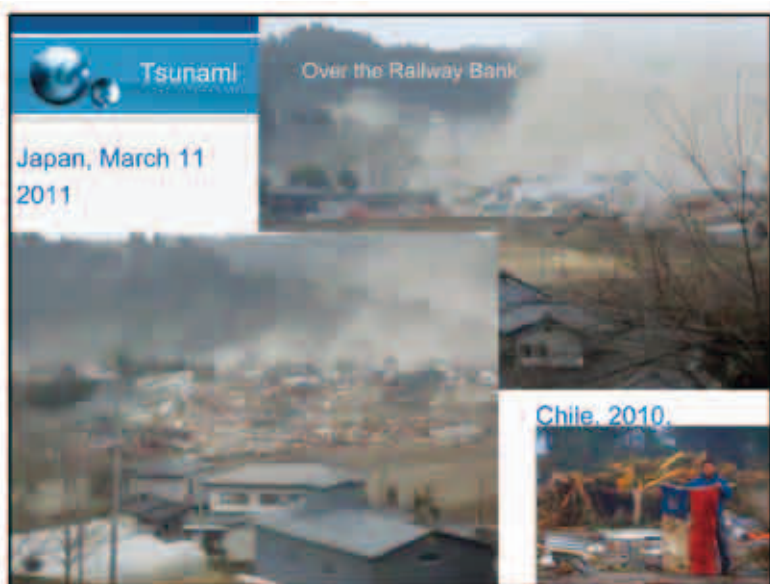 Tsunami
Over the Railway Bank
Japan, March 11
2011
Chile, 2010.